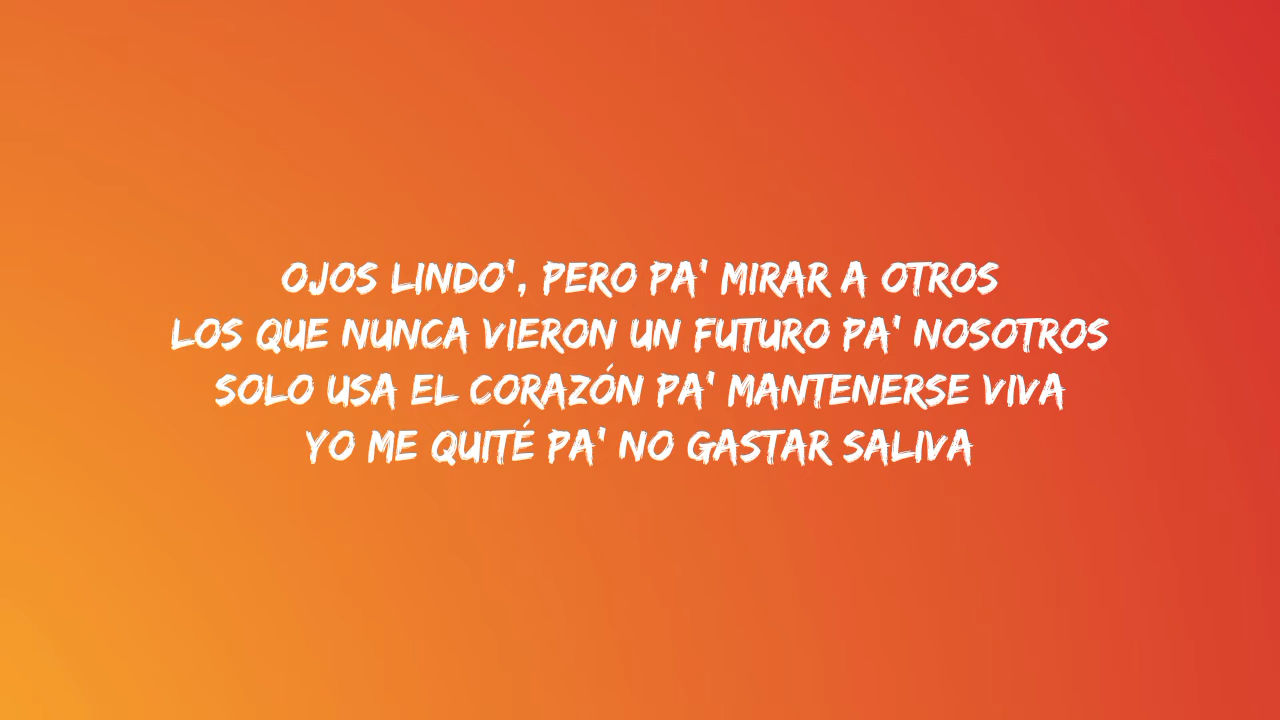 OJOS LINDO', PERO PA' MIRAR A OTROS
LOS QUE NUNCA VIERON UN FUTURO PA' NOSOTROS
SOLO USA EL CORAZÓN PA' MANTENERSE VIVA
YO ME QUITÉ PA' NO GASTAR SALIVA